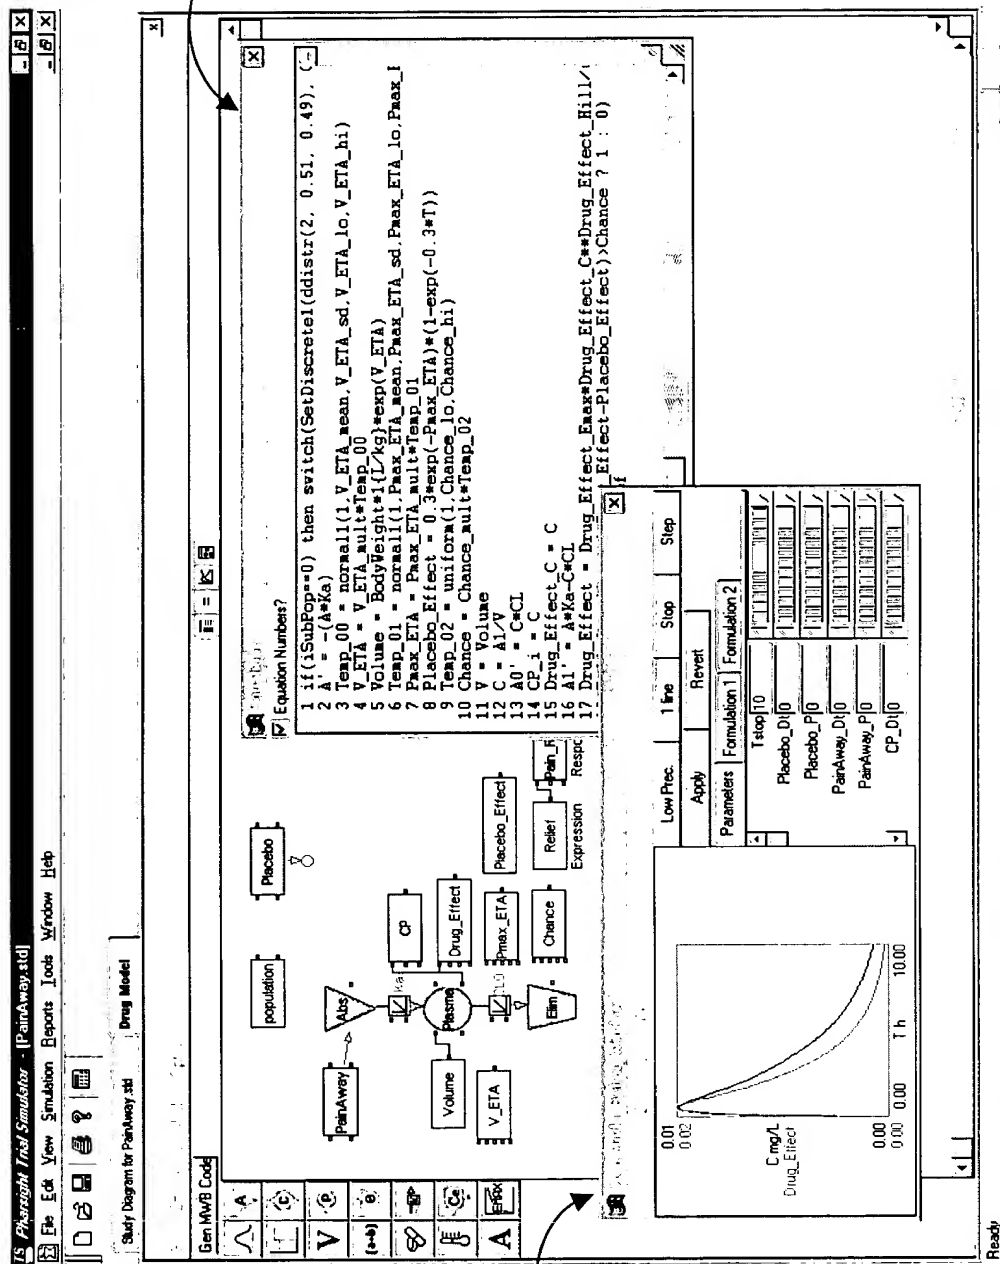 TS Pharsight Trial Simulator - [PainAway.std]
File Edit View Simulation Reports Tools Window Help
Study Diagram for PainAway.std
Drug Model
Gen MWB Code
population
Placebo
PainAway
Abs
Ka
CP
Volume
Plasma
Drug_Effect
V_ETA
Pmax_ETA
Placebo_Effect
Elim
Chance
Relief
Expression
Pain_R
Respc
Equation Numbers?
1 if(iSubPop==0) then switch(SetDiscrete1(ddistr(2, 0.51, 0.49), (
2 A' = -(A*Ka)
3 Temp_00 = normal1(1,V_ETA_mean,V_ETA_sd,V_ETA_lo,V_ETA_hi)
4 V_ETA = V_ETA_mult*Temp_00
5 Volume = BodyWeight*1{L/kg}*exp(V_ETA)
6 Temp_01 = normal1(1,Pmax_ETA_mean,Pmax_ETA_sd,Pmax_ETA_lo,Pmax_
7 Pmax_ETA = Pmax_ETA_mult*Temp_01
8 Placebo_Effect = 0.3*exp(-Pmax_ETA)*(1-exp(-0.3*T))
9 Temp_02 = uniform(1,Chance_lo,Chance_hi)
10 Chance = Chance_mult*Temp_02
11 V = Volume
12 C = A1/V
13 A0' = C*CL
14 CP_i = C
15 Drug_Effect_C = C
16 A1' = A*Ka-C*CL
17 Drug_Effect = Drug_Effect_Emax*Drug_Effect_C**Drug_Effect_Hill/(
Effect-Placebo_Effect)>Chance ? 1 : 0)
Low Prec. 1 line Stop Step
Apply Revert
Parameters Formulation 1 Formulation 2
Tstop 10
Placebo_Dt 0
Placebo_P 0
PainAway_Dt 0
PainAway_P 0
CP_Dt 0
0.01
0.02
C mg/L
Drug_Effect
0.00
0.00
0.00 T h 10.00
Ready